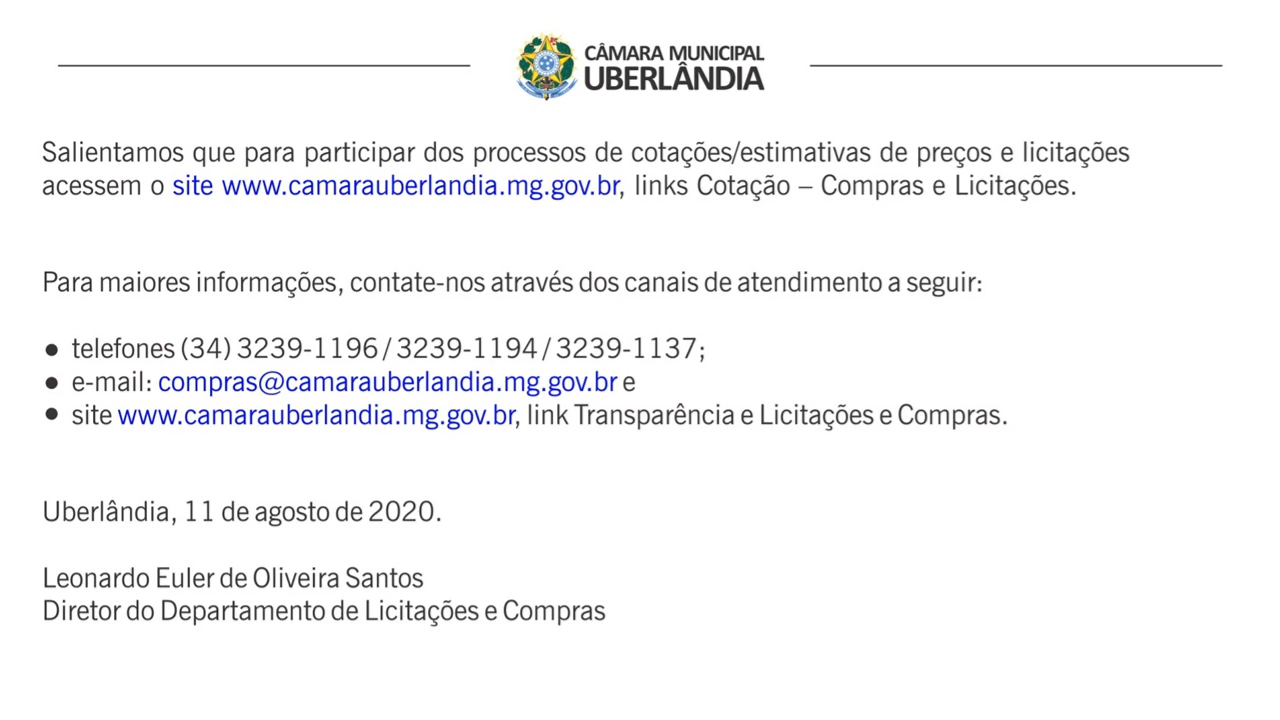 CÂMARA MUNICIPAL
UBERLÂNDIA
Salientamos que para participar dos processos de cotações/estimativas de preços e licitações
acessem o site www.camarauberlandia.mg.gov.br, links Cotação – Compras e Licitações.
Para maiores informações, contate-nos através dos canais de atendimento a seguir:
● telefones (34) 3239-1196 / 3239-1194 / 3239-1137;
● e-mail: compras@camarauberlandia.mg.gov.br e
● site www.camarauberlandia.mg.gov.br, link Transparência e Licitações e Compras.
Uberlândia, 11 de agosto de 2020.
Leonardo Euler de Oliveira Santos
Diretor do Departamento de Licitações e Compras